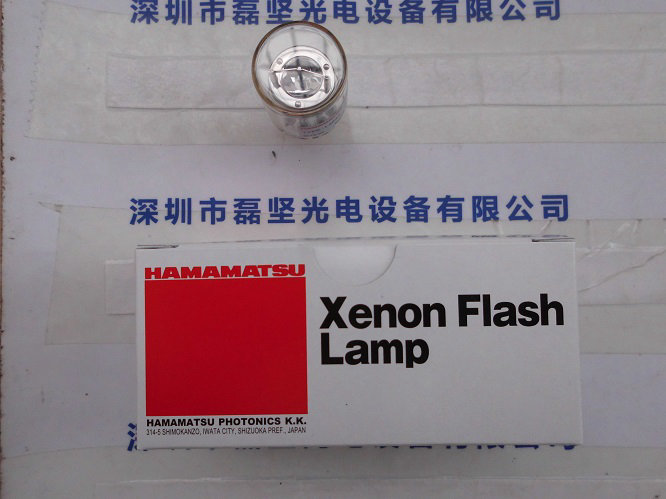 深圳市磊坚光电设备有限公司
深圳市磊坚光电设备有限公司
HAMAMATSU
Xenon Flash
Lamp
HAMAMATSU PHOTONICS K.K.
314-5 SHIMOKANZO, IWATA CITY, SHIZUOKA PREF., JAPAN